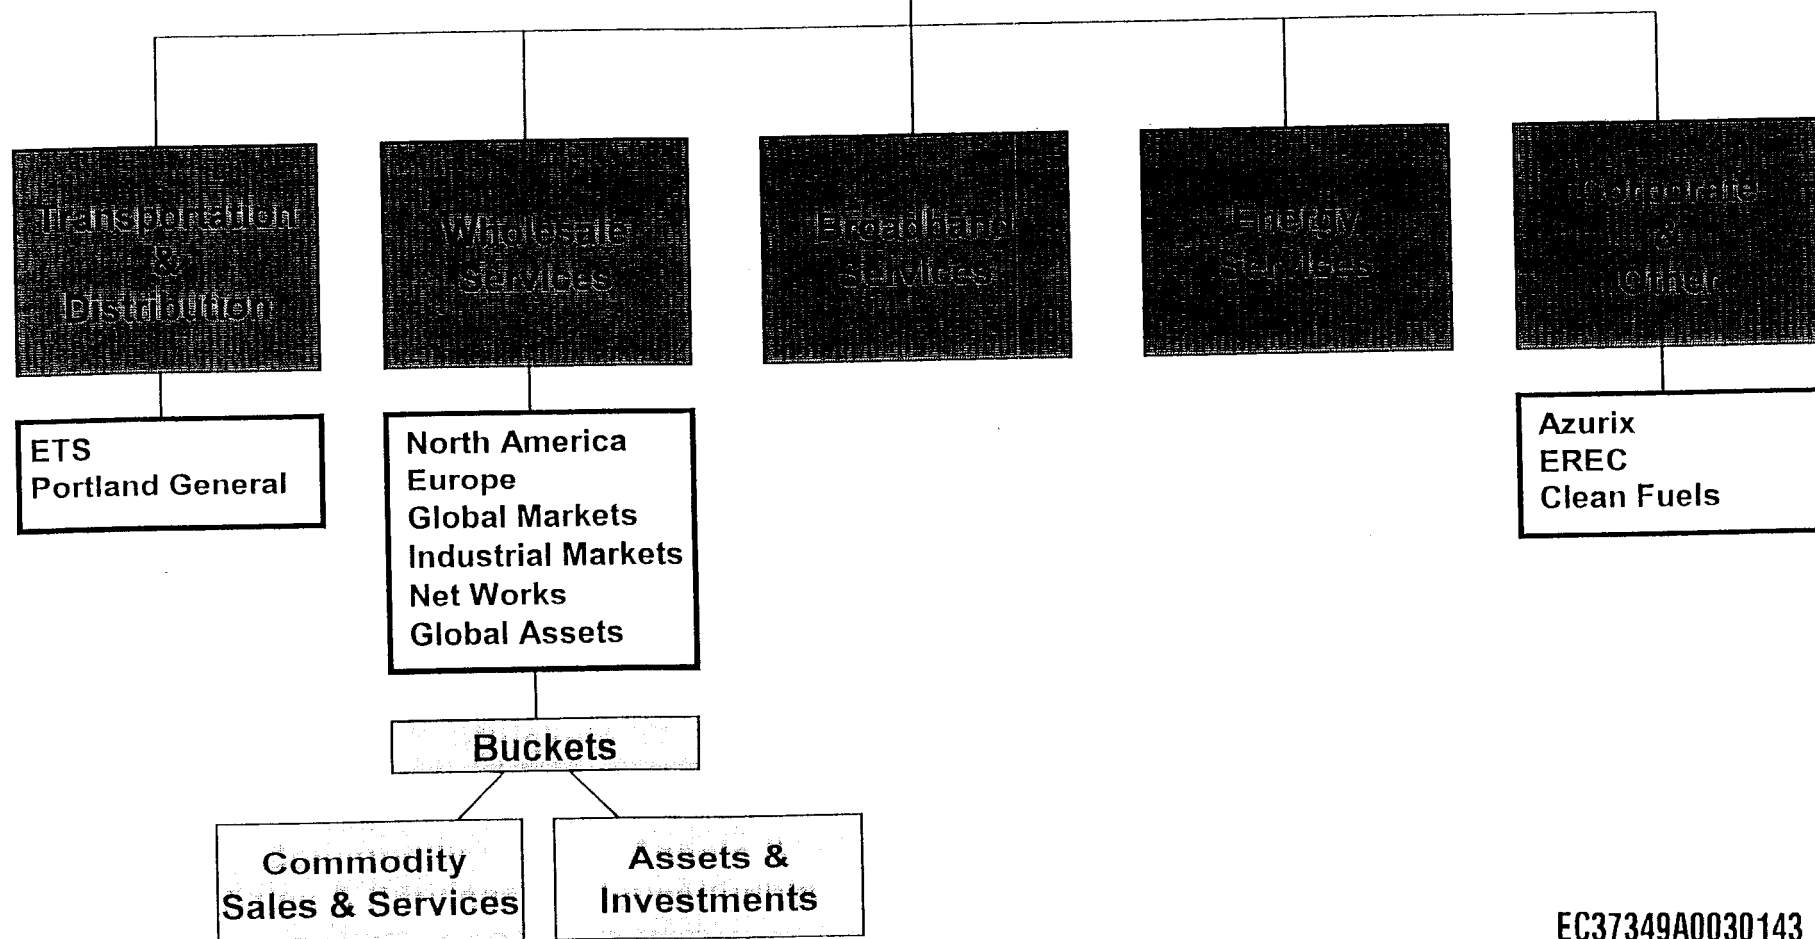 Transportation
&
Distribution
Wholesale
Services
Broadband
Services
Energy
Services
Corporate
&
Other
ETS
Portland General
North America
Europe
Global Markets
Industrial Markets
Net Works
Global Assets
Azurix
EREC
Clean Fuels
Buckets
Commodity
Sales & Services
Assets &
Investments
EC37349A0030143